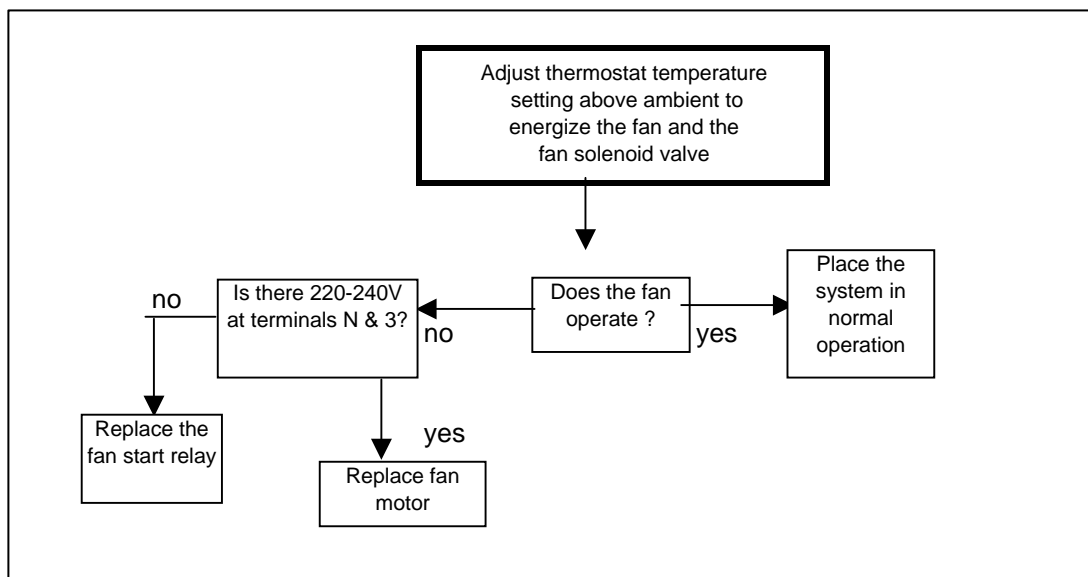 Adjust thermostat temperature
setting above ambient to
energize the fan and the
fan solenoid valve
Does the fan
operate ?
yes
Place the
system in
normal
operation
no
Is there 220-240V
at terminals N & 3?
no
Replace the
fan start relay
yes
Replace fan
motor